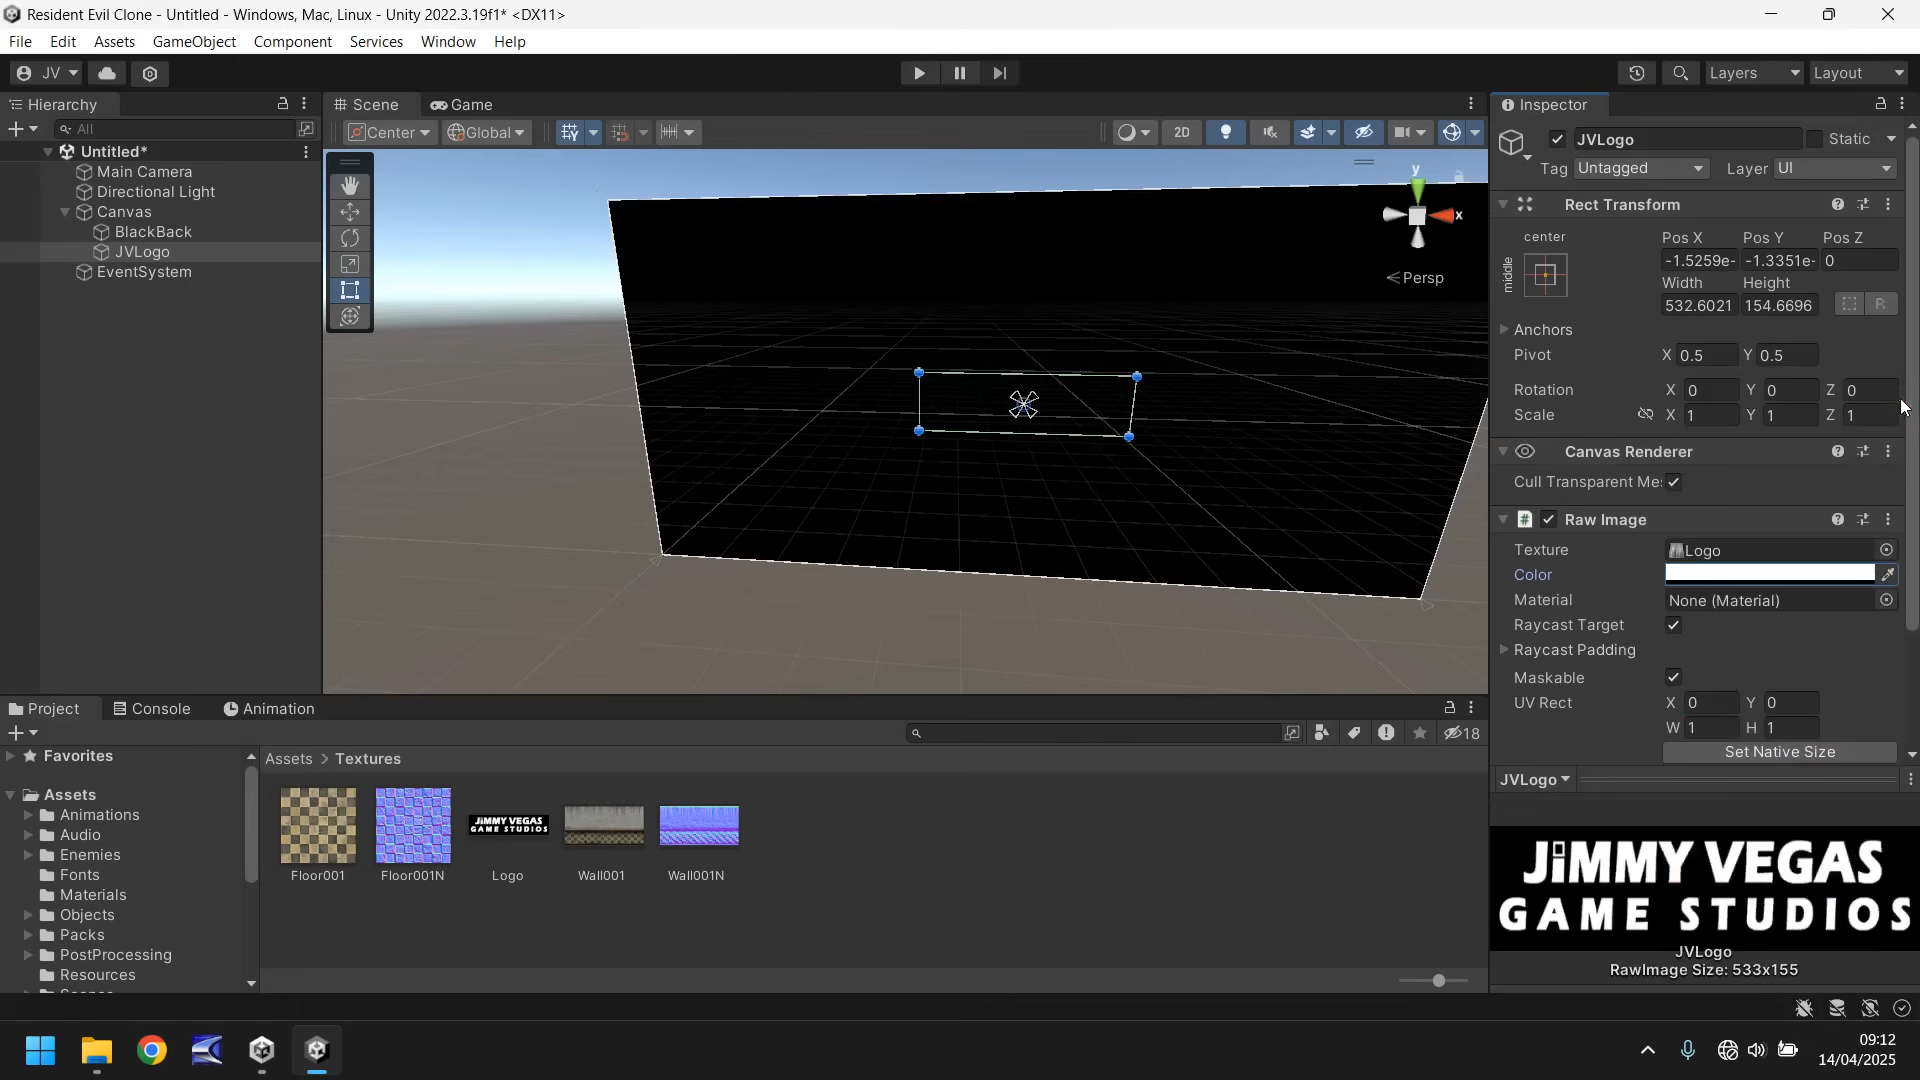 Resident Evil Clone - Untitled - Windows, Mac, Linux - Unity 2022.3.19f1* <DX11>
File Edit Assets GameObject Component Services Window Help
JV Layers Layout
Hierarchy
All
Untitled*
Main Camera
Directional Light
Canvas
BlackBack
JVLogo
EventSystem
Scene Game
Center Global 2D
y
x
Persp
Inspector
JVLogo Static
Tag Untagged Layer UI
Rect Transform
center
middle
Pos X Pos Y Pos Z
-1.5259e- -1.3351e- 0
Width Height
532.6021 154.6696 R
Anchors
Pivot X 0.5 Y 0.5
Rotation X 0 Y 0 Z 0
Scale X 1 Y 1 Z 1
Canvas Renderer
Cull Transparent Me
Raw Image
Texture Logo
Color
Material None (Material)
Raycast Target
Raycast Padding
Maskable
UV Rect X 0 Y 0
W 1 H 1
Set Native Size
JVLogo
JIMMY VEGAS
GAME STUDIOS
JVLogo
RawImage Size: 533x155
Project Console Animation
18
Favorites
Assets
Animations
Audio
Enemies
Fonts
Materials
Objects
Packs
PostProcessing
Resources
Assets > Textures
JIMMY VEGAS
GAME STUDIOS
Floor001 Floor001N Logo Wall001 Wall001N
09:12
14/04/2025